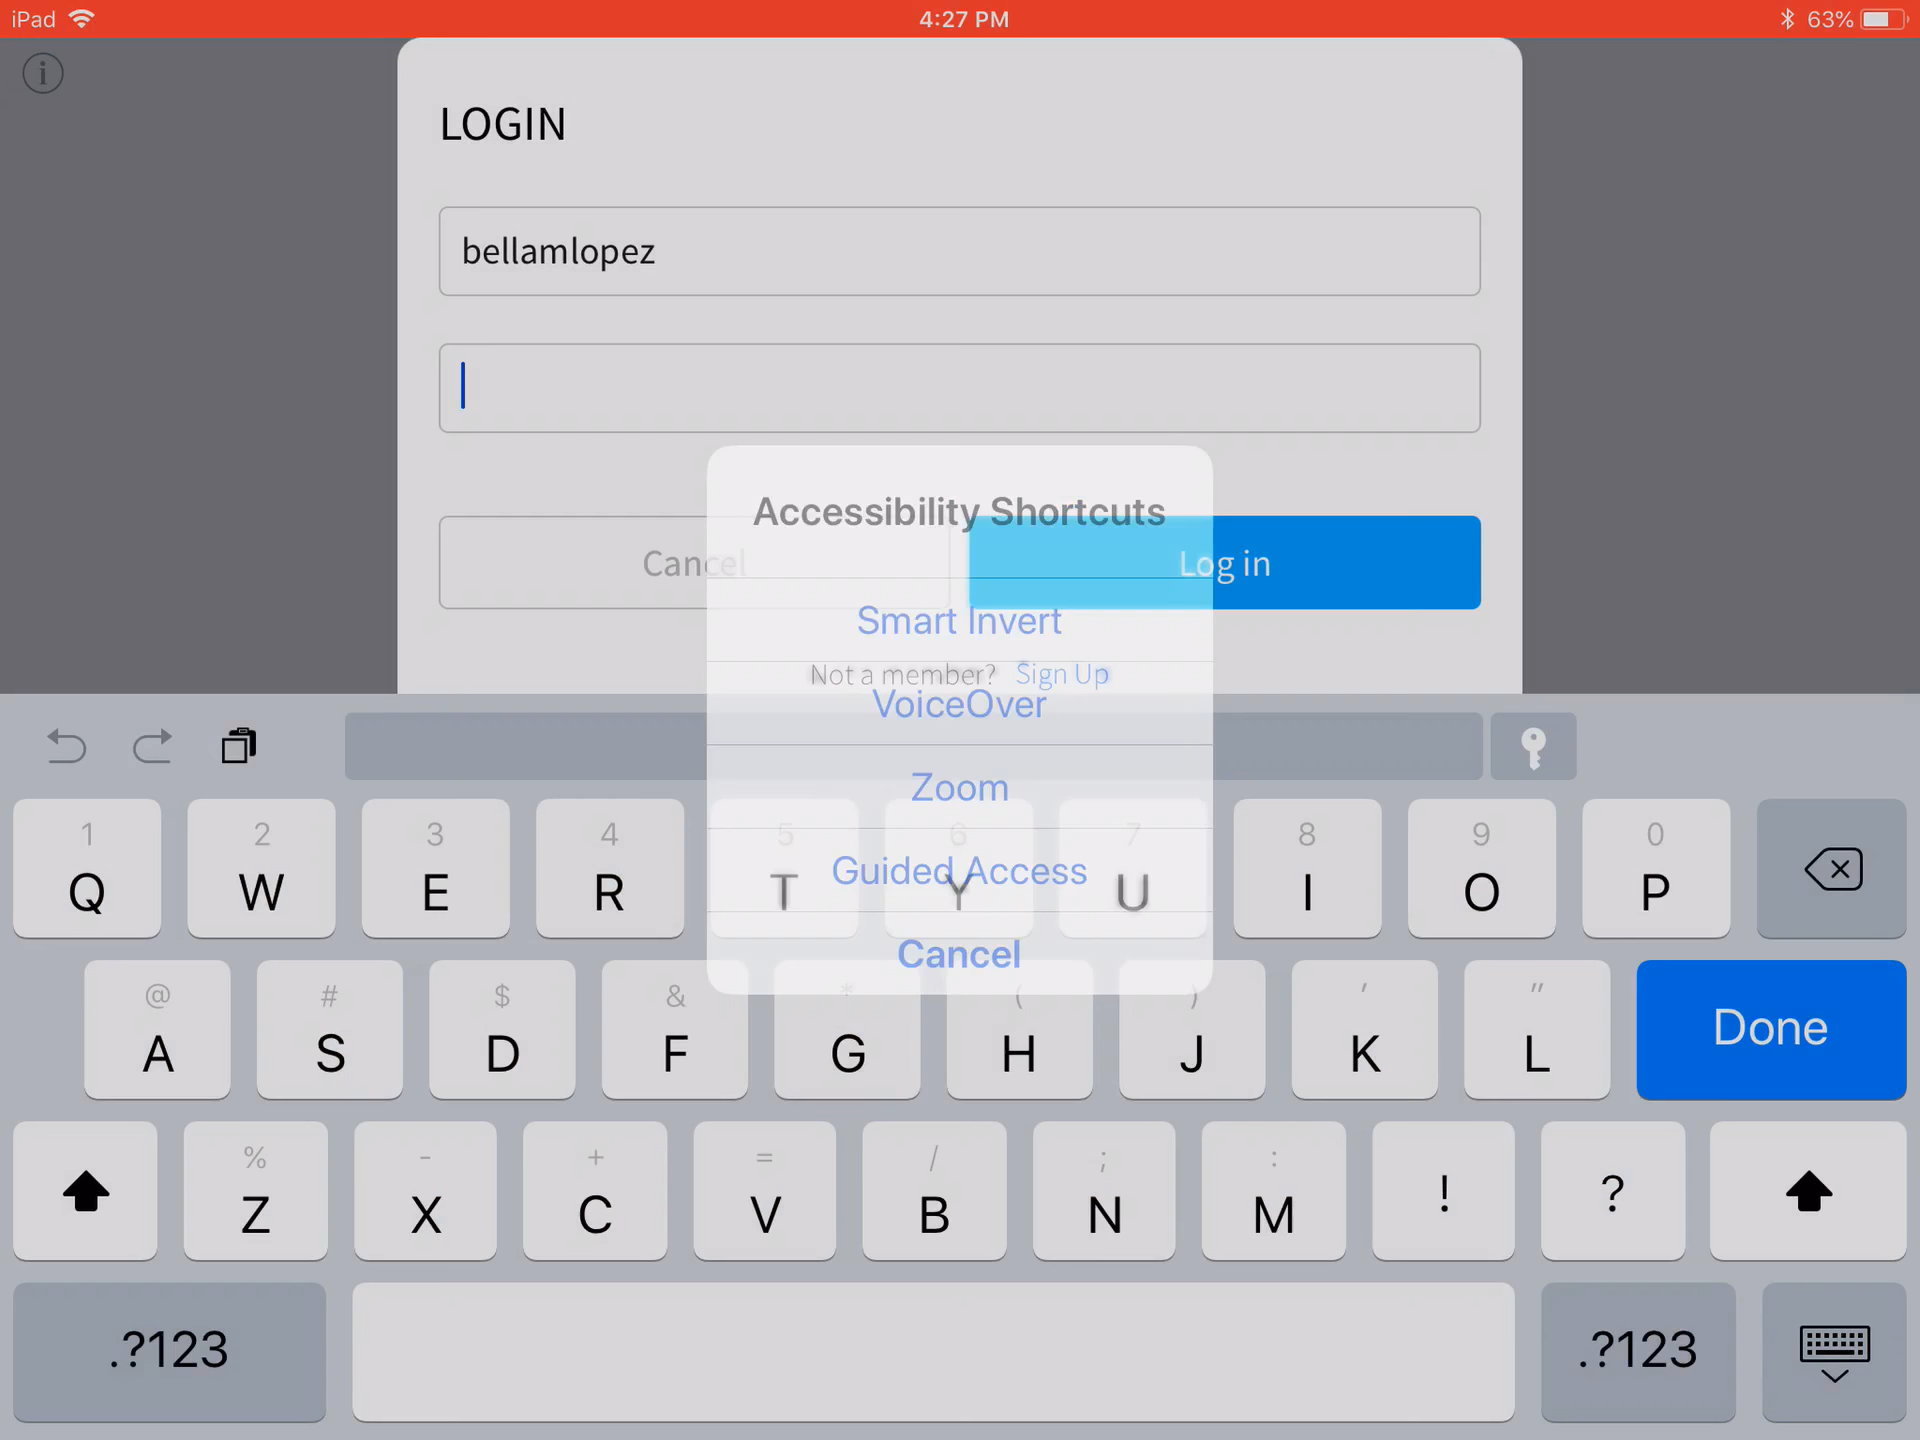 iPad 4:27 PM 63%
i
LOGIN
bellamlopez
Accessibility Shortcuts
Cancel Log in
Smart Invert
Not a member? Sign Up
VoiceOver
Zoom
Guided Access
Cancel
1 2 3 4 5 6 7 8 9 0
Q W E R T Y U I O P
@ # $ & * ( ) ' "
A S D F G H J K L Done
% - + = / ; :
Z X C V B N M ! ?
.?123 .?123